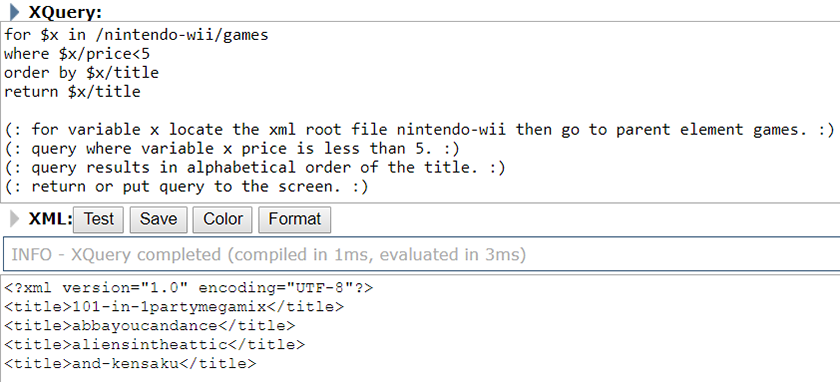 XQuery:
for $x in /nintendo-wii/games
where $x/price<5
order by $x/title
return $x/title
(: for variable x locate the xml root file nintendo-wii then go to parent element games. :)
(: query where variable x price is less than 5. :)
(: query results in alphabetical order of the title. :)
(: return or put query to the screen. :)
XML: Test Save Color Format
INFO - XQuery completed (compiled in 1ms, evaluated in 3ms)
<?xml version="1.0" encoding="UTF-8"?>
<title>101-in-1partymegamix</title>
<title>abbayoucandance</title>
<title>aliensintheattic</title>
<title>and-kensaku</title>